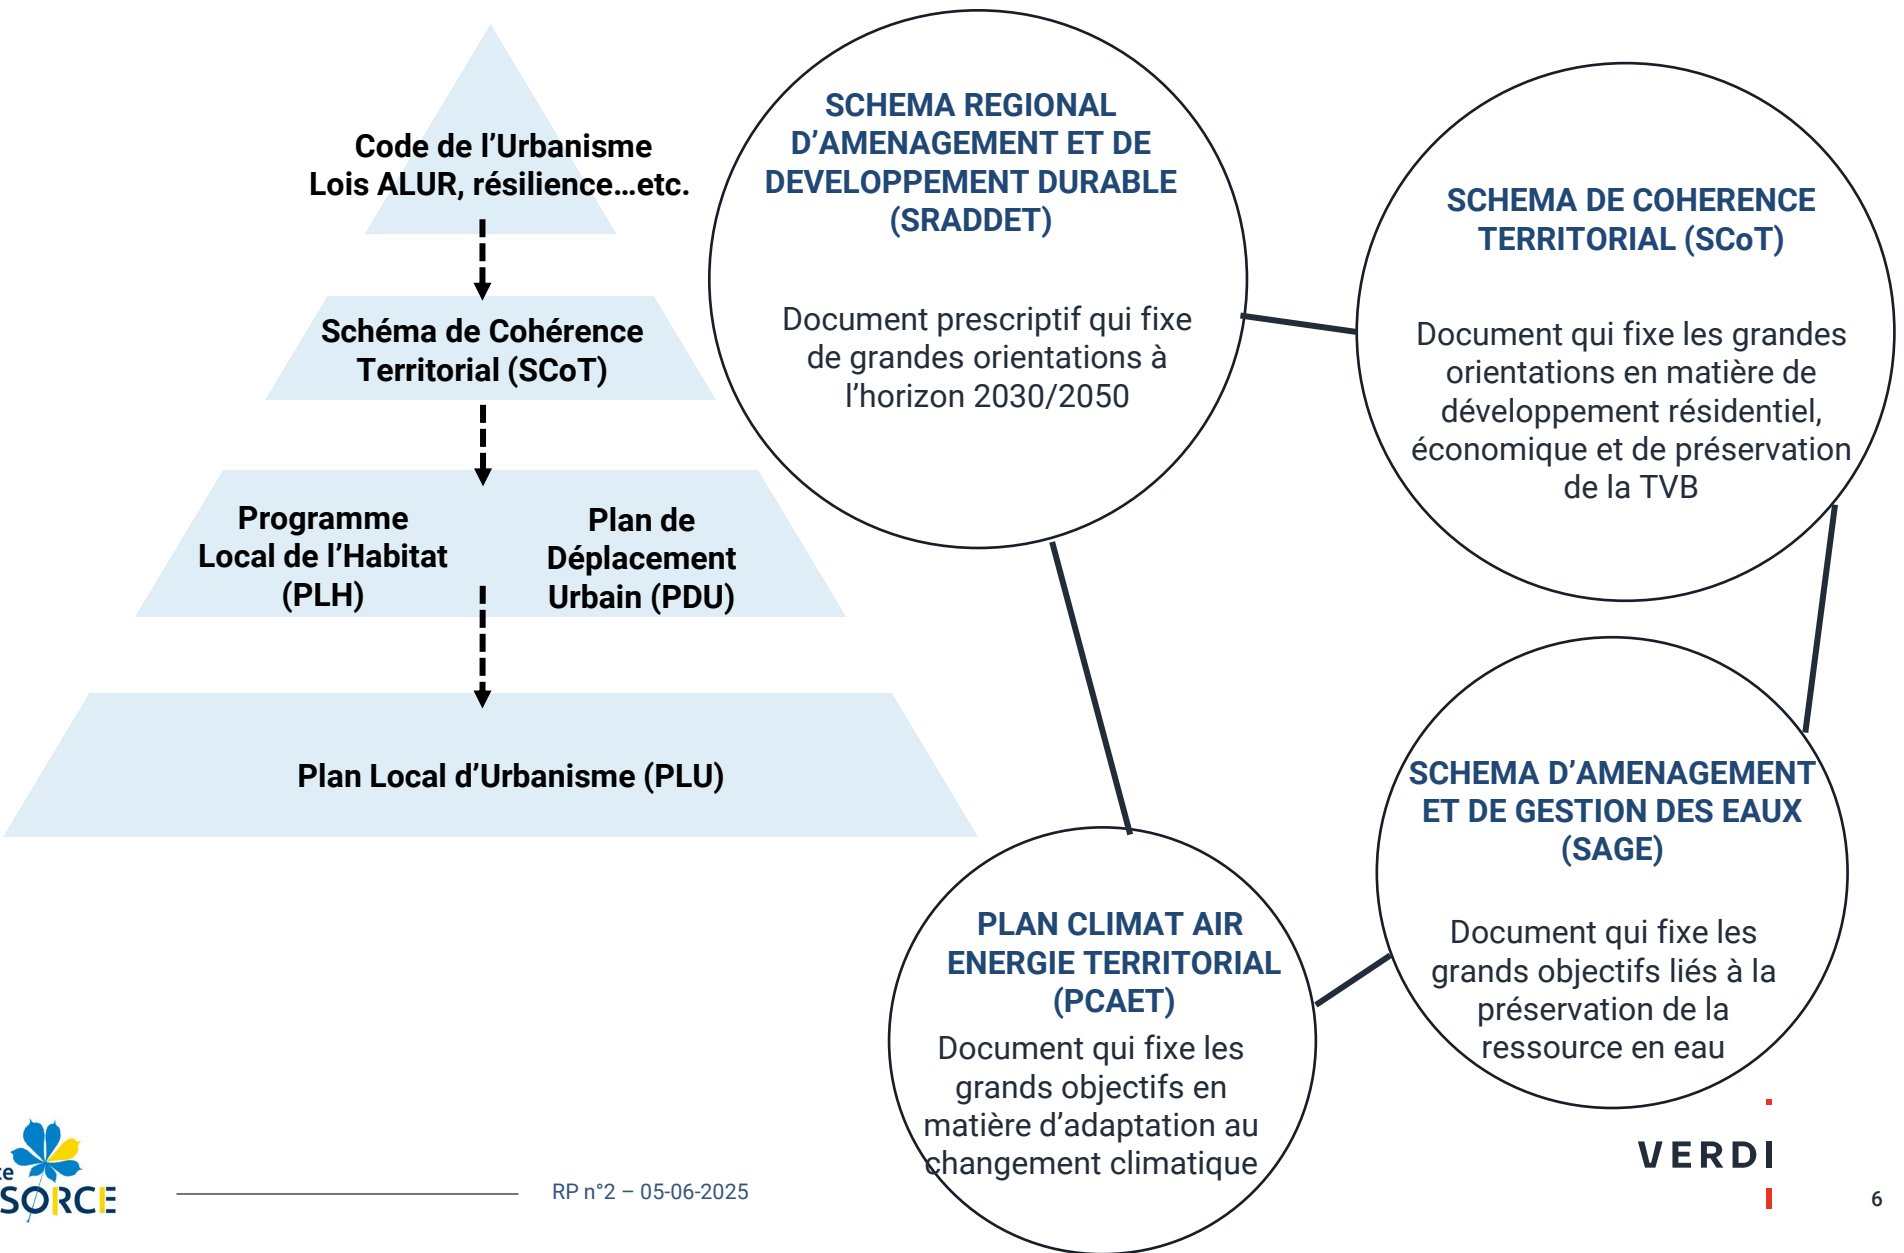 Code de l’Urbanisme
Lois ALUR, résilience…etc.
Schéma de Cohérence
Territorial (SCoT)
Programme
Local de l’Habitat
(PLH)
Plan de
Déplacement
Urbain (PDU)
Plan Local d’Urbanisme (PLU)
SCHEMA REGIONAL
D’AMENAGEMENT ET DE
DEVELOPPEMENT DURABLE
(SRADDET)
Document prescriptif qui fixe
de grandes orientations à
l’horizon 2030/2050
SCHEMA DE COHERENCE
TERRITORIAL (SCoT)
Document qui fixe les grandes
orientations en matière de
développement résidentiel,
économique et de préservation
de la TVB
SCHEMA D’AMENAGEMENT
ET DE GESTION DES EAUX
(SAGE)
Document qui fixe les
grands objectifs liés à la
préservation de la
ressource en eau
PLAN CLIMAT AIR
ENERGIE TERRITORIAL
(PCAET)
Document qui fixe les
grands objectifs en
matière d’adaptation au
changement climatique
SORCE
RP n°2 – 05-06-2025
VERDI
6